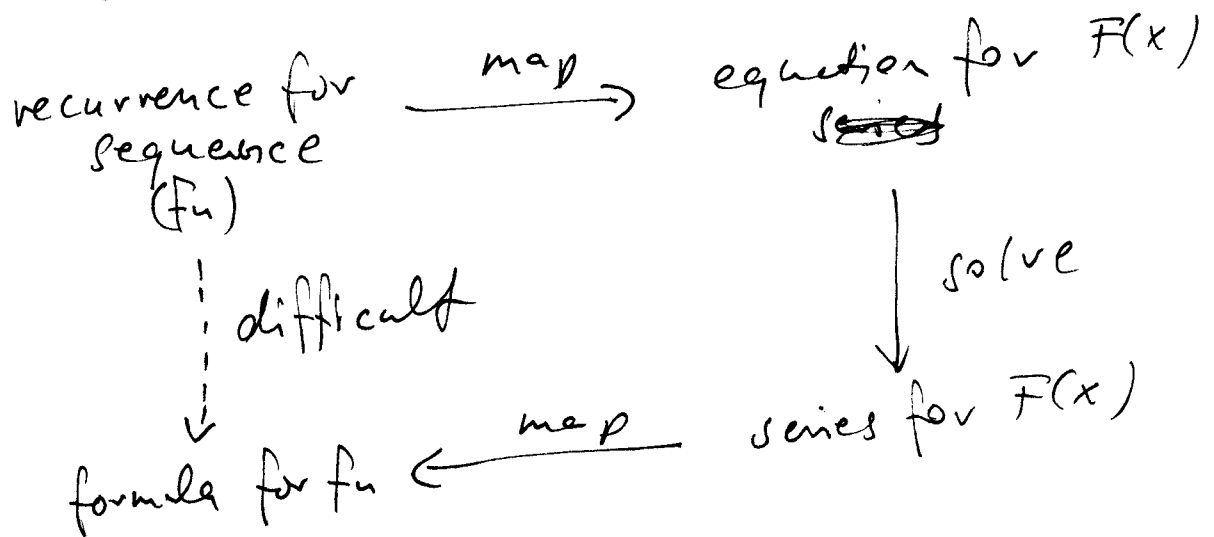 recurrence for
sequence
(fn)
map
equation for F(x)
difficult
solve
formula for fn
map
series for F(x)